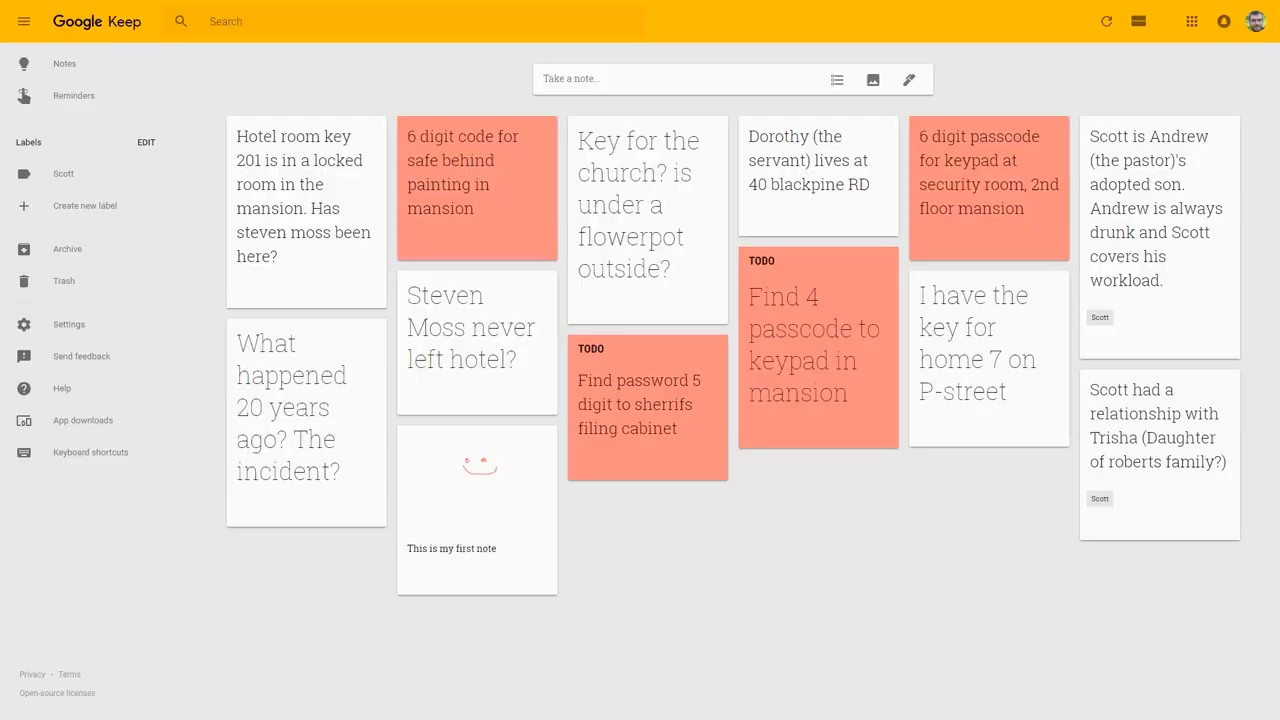 Google Keep
Search
Notes
Reminders
Labels
EDIT
Scott
Create new label
Archive
Trash
Settings
Send feedback
Help
App downloads
Keyboard shortcuts
Privacy • Terms
Open-source licenses
Take a note...
Hotel room key
201 is in a locked
room in the
mansion. Has
steven moss been
here?
What
happened
20 years
ago? The
incident?
6 digit code for
safe behind
painting in
mansion
Steven
Moss never
left hotel?
This is my first note
Key for the
church? is
under a
flowerpot
outside?
TODO
Find password 5
digit to sherrifs
filing cabinet
Dorothy (the
servant) lives at
40 blackpine RD
TODO
Find 4
passcode to
keypad in
mansion
6 digit passcode
for keypad at
security room, 2nd
floor mansion
I have the
key for
home 7 on
P-street
Scott is Andrew
(the pastor)'s
adopted son.
Andrew is always
drunk and Scott
covers his
workload.
Scott
Scott had a
relationship with
Trisha (Daughter
of roberts family?)
Scott